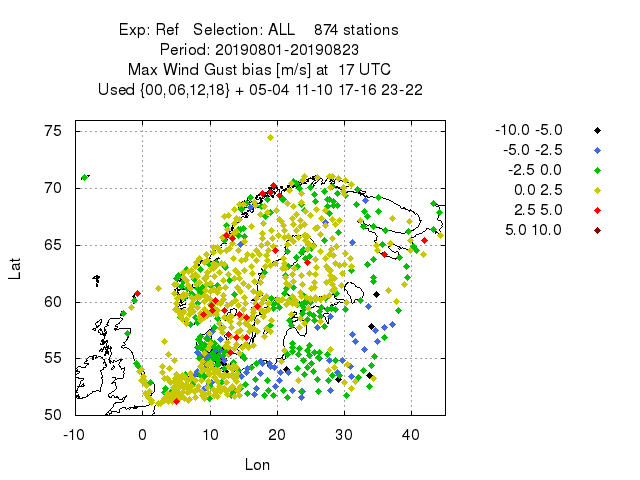 Exp: Ref Selection: ALL 874 stations
Period: 20190801-20190823
Max Wind Gust bias [m/s] at 17 UTC
Used {00,06,12,18} + 05-04 11-10 17-16 23-22
75
70
65
60
55
50
Lat
-10 0 10 20 30 40
Lon
-10.0 -5.0
-5.0 -2.5
-2.5 0.0
0.0 2.5
2.5 5.0
5.0 10.0